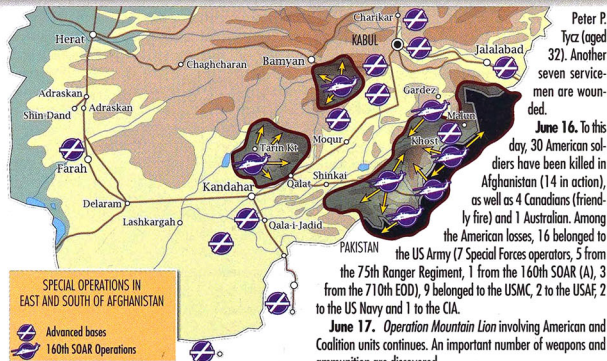 Charikar
KABUL
Herat
Jalalabad
Bamyan
Chaghcharan
Gardez
Adraskan
Adraskan
Shin Dand
Matun
Khost
Moqur
Tarin Kt
Farah
Shinkai
Qalat
Kandahar
Delaram
Lashkargah
Qala-i-Jadid
PAKISTAN
SPECIAL OPERATIONS IN
EAST AND SOUTH OF AFGHANISTAN
Advanced bases
160th SOAR Operations
Peter P.
Tycz (aged
32). Another
seven service-
men are woun-
ded.
June 16. To this
day, 30 American sol-
diers have been killed in
Afghanistan (14 in action),
as well as 4 Canadians (friend-
ly fire) and 1 Australian. Among
the American losses, 16 belonged to
the US Army (7 Special Forces operators, 5 from
the 75th Ranger Regiment, 1 from the 160th SOAR (A), 3
from the 710th EOD), 9 belonged to the USMC, 2 to the USAF, 2
to the US Navy and 1 to the CIA.
June 17. Operation Mountain Lion involving American and
Coalition units continues. An important number of weapons and
ammunition are discovered